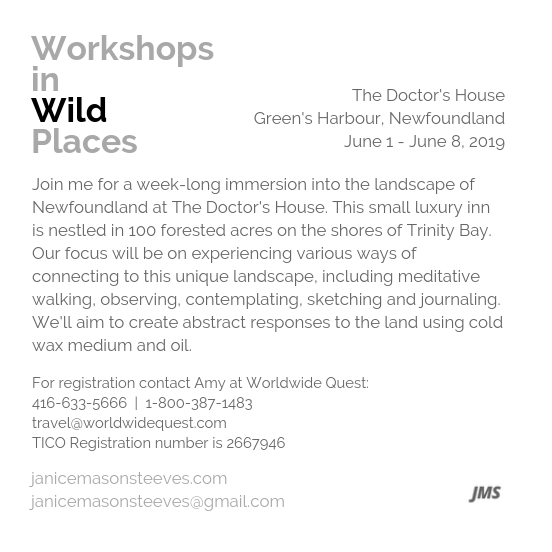 Workshops
in
Wild
Places
The Doctor's House
Green's Harbour, Newfoundland
June 1 - June 8, 2019
Join me for a week-long immersion into the landscape of
Newfoundland at The Doctor's House. This small luxury inn
is nestled in 100 forested acres on the shores of Trinity Bay.
Our focus will be on experiencing various ways of
connecting to this unique landscape, including meditative
walking, observing, contemplating, sketching and journaling.
We'll aim to create abstract responses to the land using cold
wax medium and oil.
For registration contact Amy at Worldwide Quest:
416-633-5666 | 1-800-387-1483
travel@worldwidequest.com
TICO Registration number is 2667946
janicemasonsteeves.com
janicemasonsteeves@gmail.com
JMS